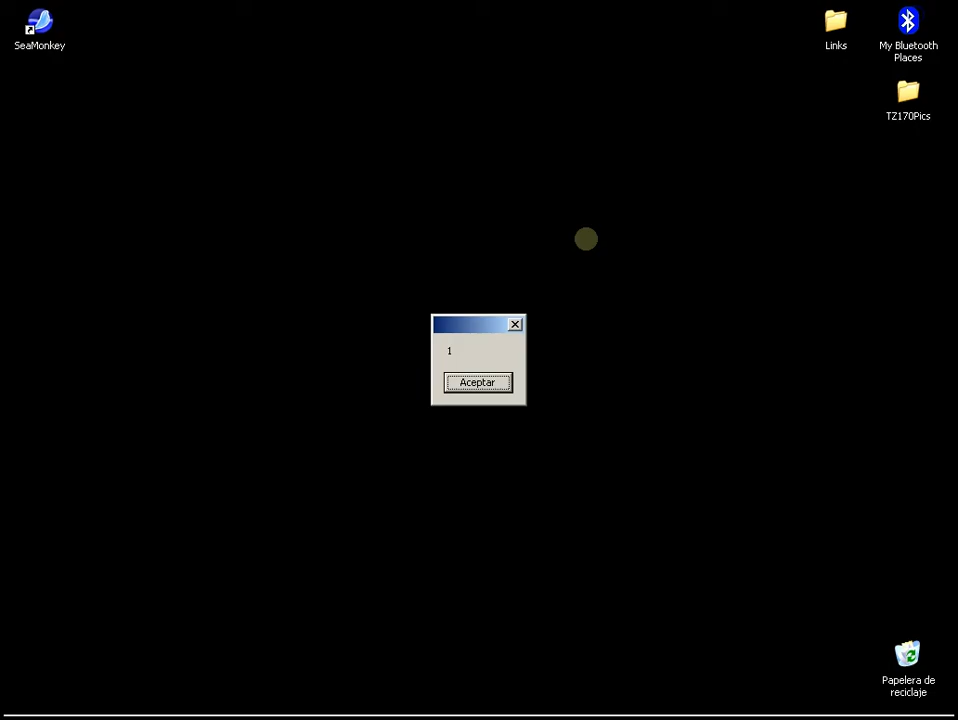 SeaMonkey
Links
My Bluetooth
Places
TZ170Pics
1
Aceptar
Papelera de
reciclaje